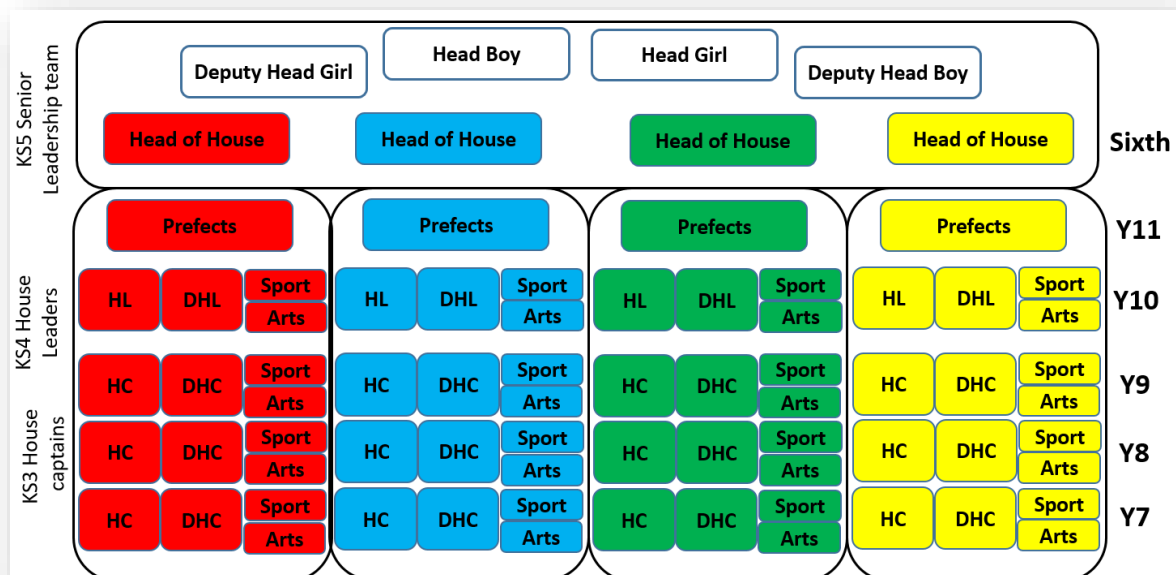 KS5 Senior
Leadership team
Deputy Head Girl
Head Boy
Head Girl
Deputy Head Boy
Head of House
Head of House
Head of House
Head of House
Sixth
Prefects
Prefects
Prefects
Prefects
Y11
KS4 House
Leaders
HL
DHL
Sport
Arts
HL
DHL
Sport
Arts
HL
DHL
Sport
Arts
HL
DHL
Sport
Arts
Y10
KS3 House
captains
HC
DHC
Sport
Arts
HC
DHC
Sport
Arts
HC
DHC
Sport
Arts
HC
DHC
Sport
Arts
Y9
HC
DHC
Sport
Arts
HC
DHC
Sport
Arts
HC
DHC
Sport
Arts
HC
DHC
Sport
Arts
Y8
HC
DHC
Sport
Arts
HC
DHC
Sport
Arts
HC
DHC
Sport
Arts
HC
DHC
Sport
Arts
Y7